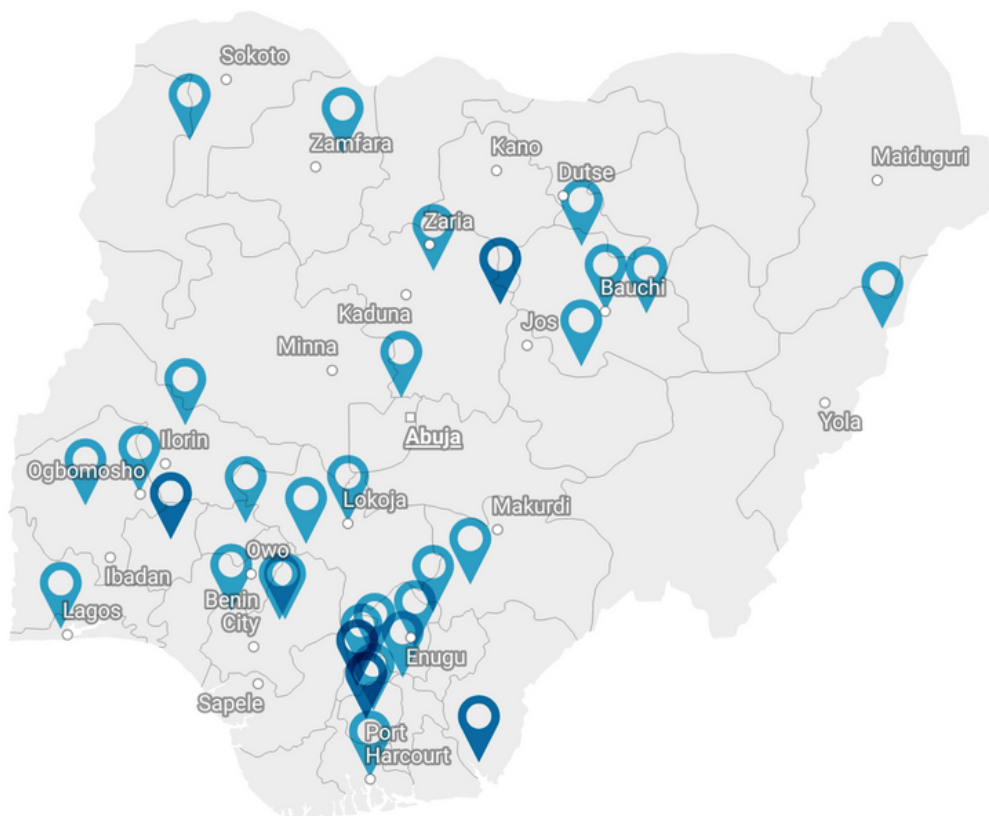 Sokoto
Zamfara
Kano
Maiduguri
Dutse
Zaria
Bauchi
Kaduna
Jos
Minna
Yola
Abuja
Ilorin
Ogbomosho
Lokoja
Makurdi
Owo
Ibadan
Benin
City
Lagos
Enugu
Sapele
Port
Harcourt